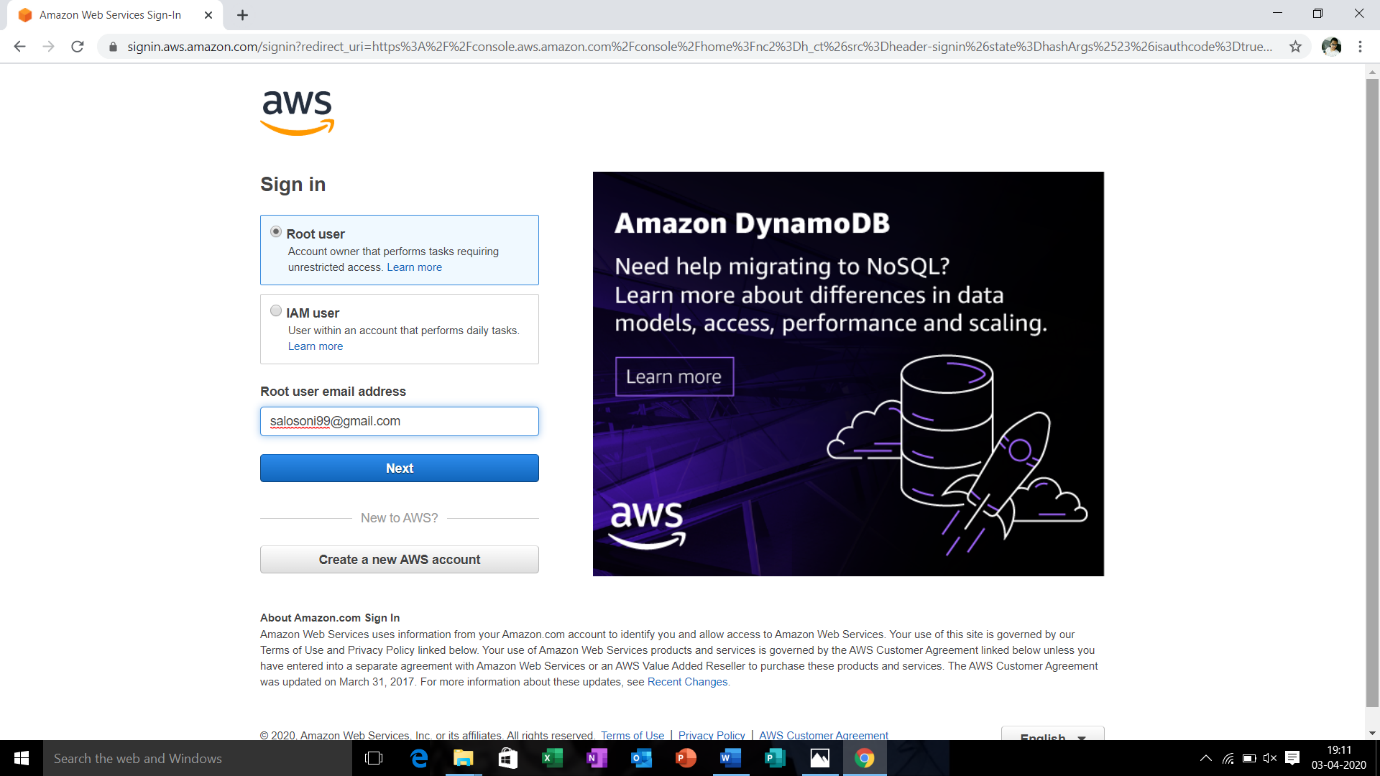 Amazon Web Services Sign-In
signin.aws.amazon.com/signin?redirect_uri=https%3A%2F%2Fconsole.aws.amazon.com%2Fconsole%2Fhome%3Fnc2%3Dh_ct%26src%3Dheader-signin%26state%3DhashArgs%2523%26isauthcode%3Dtrue...
aws
Sign in
Root user
Account owner that performs tasks requiring
unrestricted access. Learn more
IAM user
User within an account that performs daily tasks.
Learn more
Root user email address
salosoni99@gmail.com
Next
New to AWS?
Create a new AWS account
Amazon DynamoDB
Need help migrating to NoSQL?
Learn more about differences in data
models, access, performance and scaling.
Learn more
aws
About Amazon.com Sign In
Amazon Web Services uses information from your Amazon.com account to identify you and allow access to Amazon Web Services. Your use of this site is governed by our
Terms of Use and Privacy Policy linked below. Your use of Amazon Web Services products and services is governed by the AWS Customer Agreement linked below unless you
have entered into a separate agreement with Amazon Web Services or an AWS Value Added Reseller to purchase these products and services. The AWS Customer Agreement
was updated on March 31, 2017. For more information about these updates, see Recent Changes.
© 2020, Amazon Web Services, Inc. or its affiliates. All rights reserved. Terms of Use | Privacy Policy | AWS Customer Agreement
English
Search the web and Windows
19:11
03-04-2020